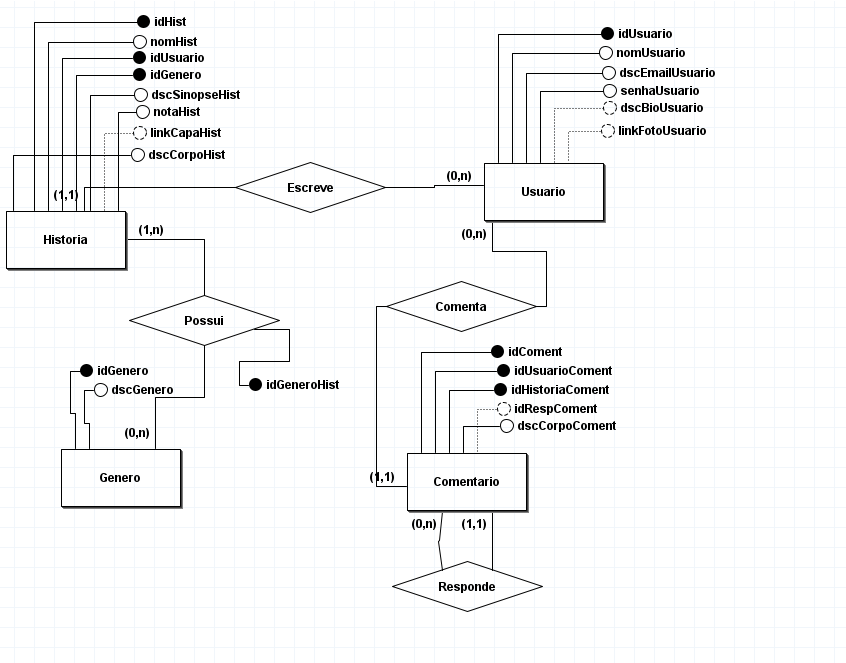 idHist
nomHist
idUsuario
idGenero
dscSinopseHist
notaHist
linkCapaHist
dscCorpoHist
(1,1)
Historia
(1,n)
Escreve
(0,n)
idUsuario
nomUsuario
dscEmailUsuario
senhaUsuario
dscBioUsuario
linkFotoUsuario
Usuario
(0,n)
Comenta
Possui
idGeneroHist
idGenero
dscGenero
(0,n)
Genero
idComent
idUsuarioComent
idHistoriaComent
idRespComent
dscCorpoComent
(1,1)
Comentario
(0,n)
(1,1)
Responde